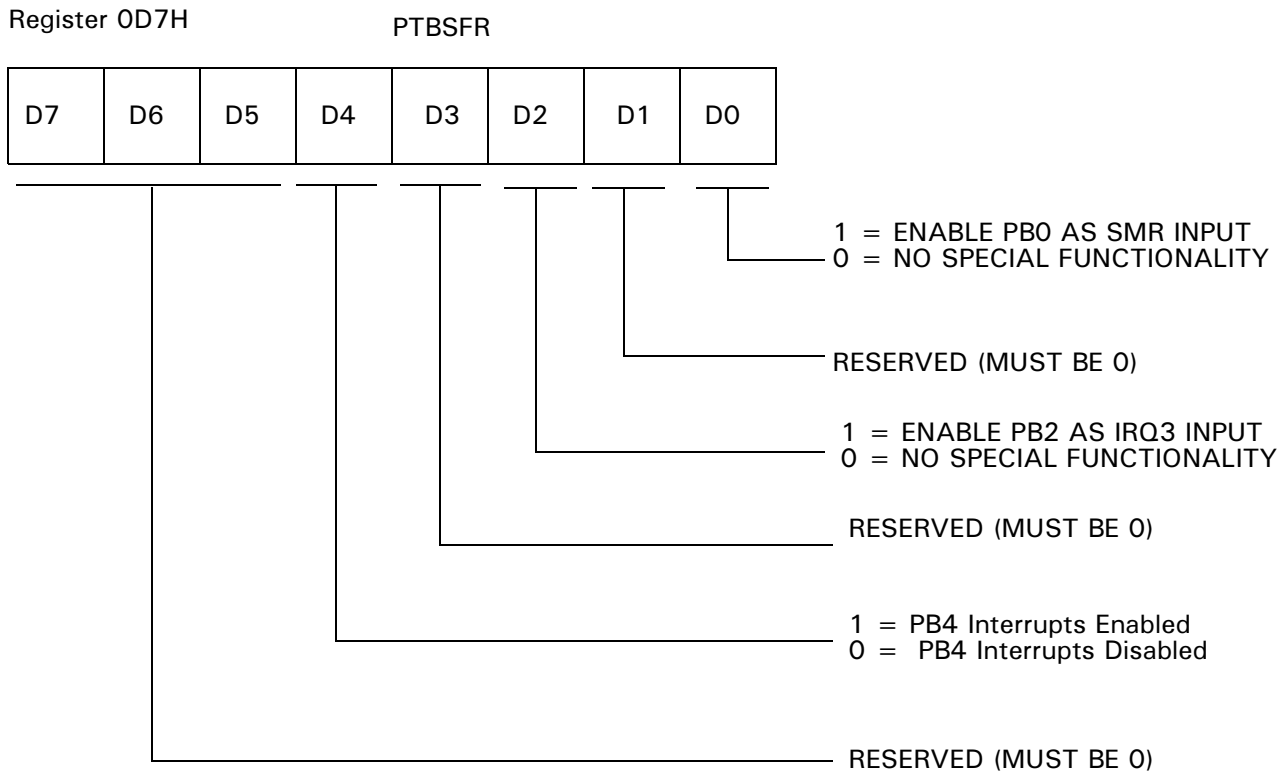 Register 0D7H
PTBSFR
D7 D6 D5 D4 D3 D2 D1 D0
1 = ENABLE PB0 AS SMR INPUT
0 = NO SPECIAL FUNCTIONALITY
RESERVED (MUST BE 0)
1 = ENABLE PB2 AS IRQ3 INPUT
0 = NO SPECIAL FUNCTIONALITY
RESERVED (MUST BE 0)
1 = PB4 Interrupts Enabled
0 = PB4 Interrupts Disabled
RESERVED (MUST BE 0)